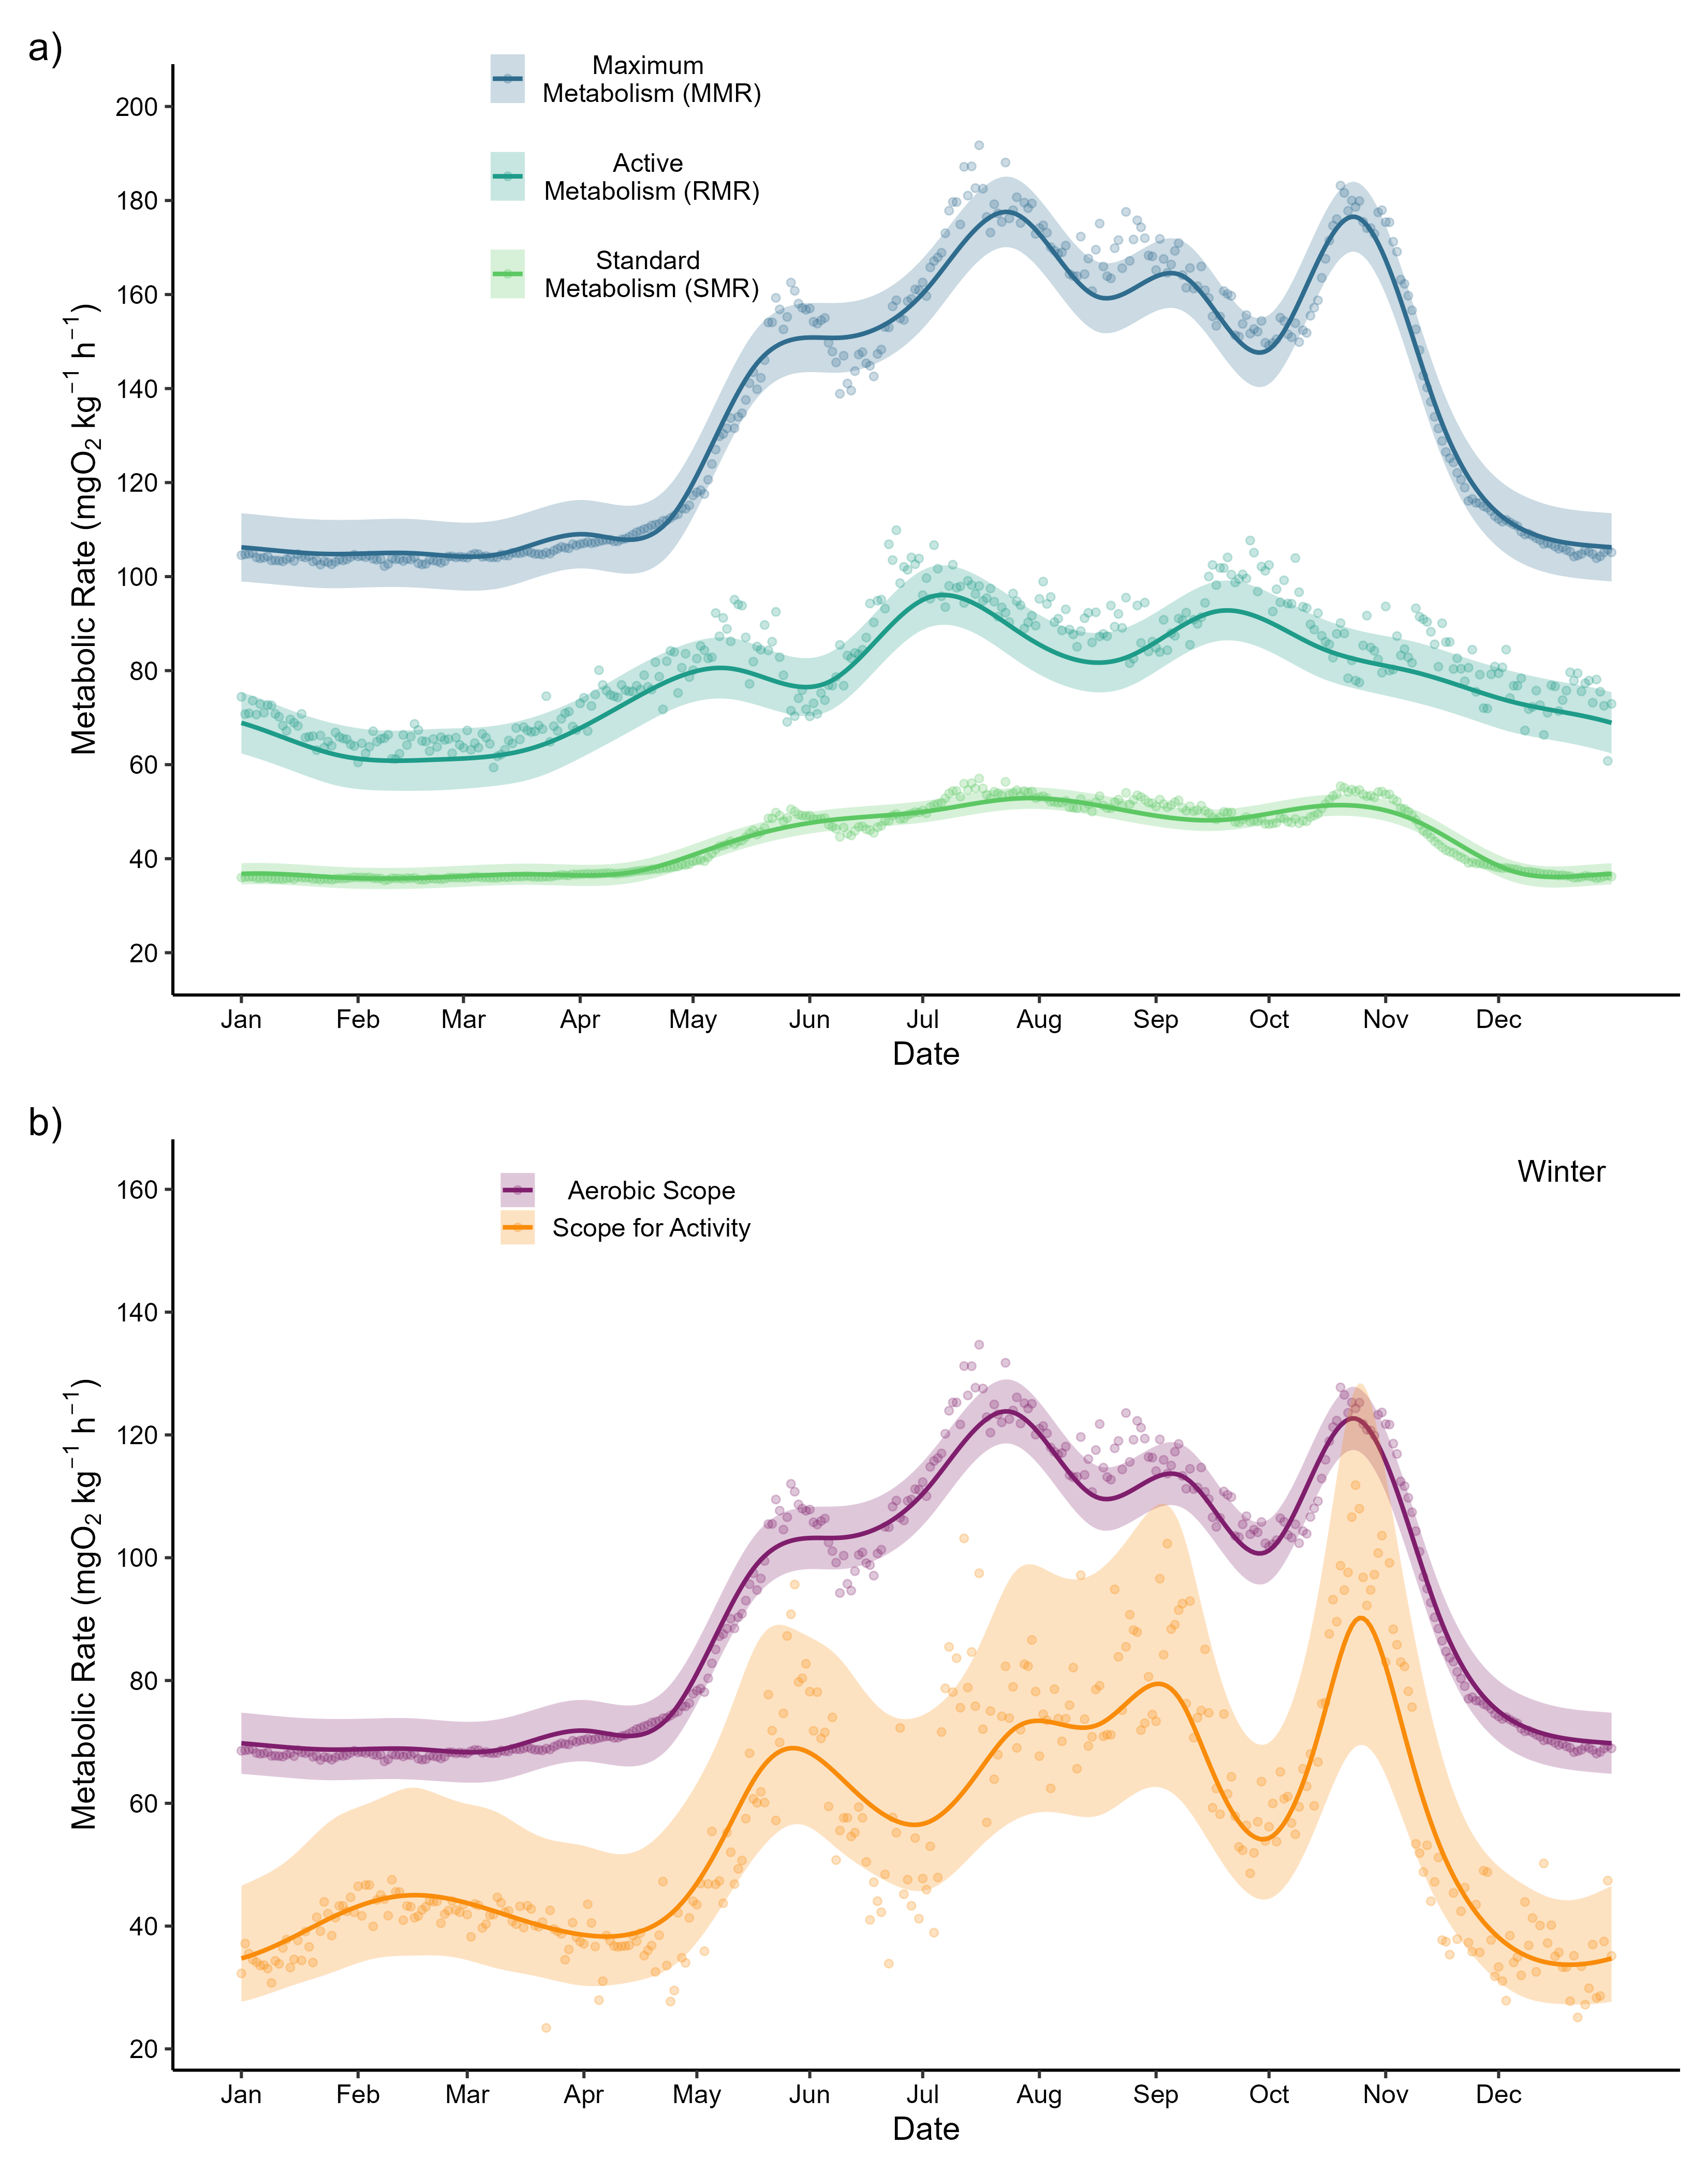 a)
Maximum
Metabolism (MMR)
Active
Metabolism (RMR)
Standard
Metabolism (SMR)
Metabolic Rate (mgO₂ kg⁻¹ h⁻¹)
200
180
160
140
120
100
80
60
40
20
Jan Feb Mar Apr May Jun Jul Aug Sep Oct Nov Dec
Date
b)
Winter
Aerobic Scope
Scope for Activity
Metabolic Rate (mgO₂ kg⁻¹ h⁻¹)
160
140
120
100
80
60
40
20
Jan Feb Mar Apr May Jun Jul Aug Sep Oct Nov Dec
Date